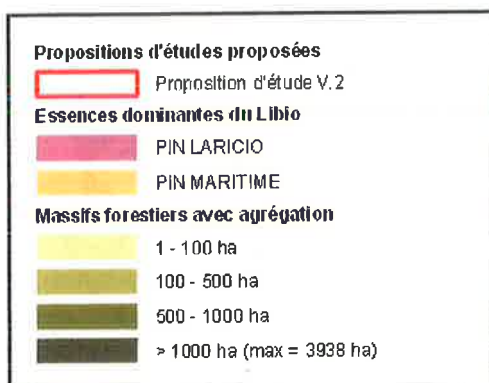 Propositions d'études proposées
Proposition d'étude V.2
Essences dominantes du Libio
PIN LARICIO
PIN MARITIME
Massifs forestiers avec agrégation
1 - 100 ha
100 - 500 ha
500 - 1000 ha
> 1000 ha (max = 3938 ha)